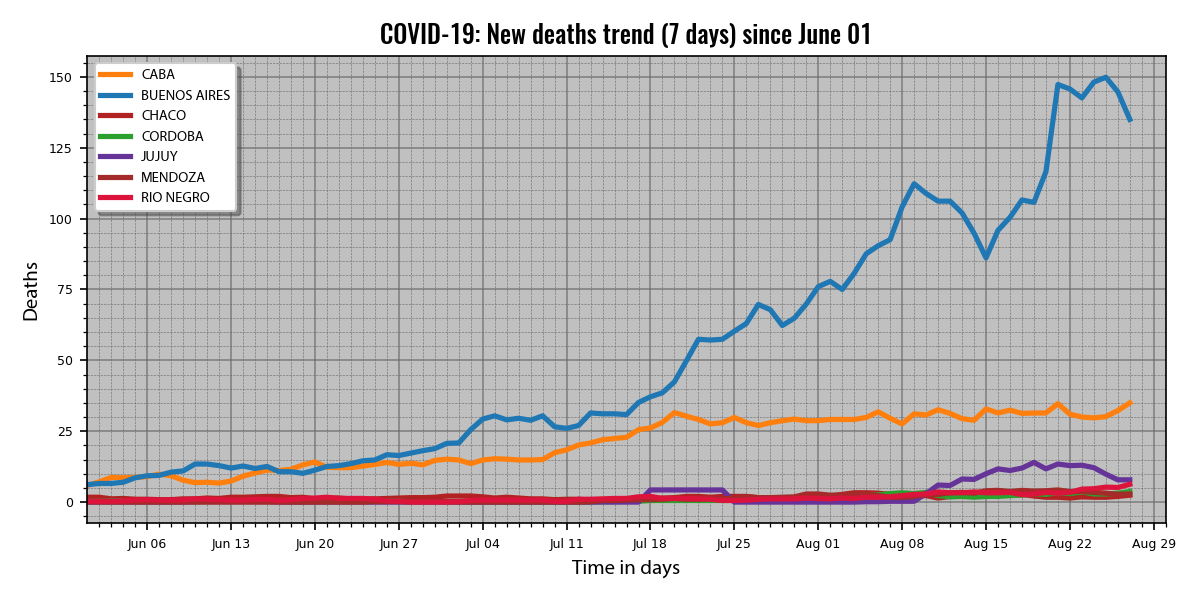 COVID-19: New deaths trend (7 days) since June 01
CABA
BUENOS AIRES
CHACO
CORDOBA
JUJUY
MENDOZA
RIO NEGRO
Deaths
150
125
100
75
50
25
0
Jun 06 Jun 13 Jun 20 Jun 27 Jul 04 Jul 11 Jul 18 Jul 25 Aug 01 Aug 08 Aug 15 Aug 22 Aug 29
Time in days